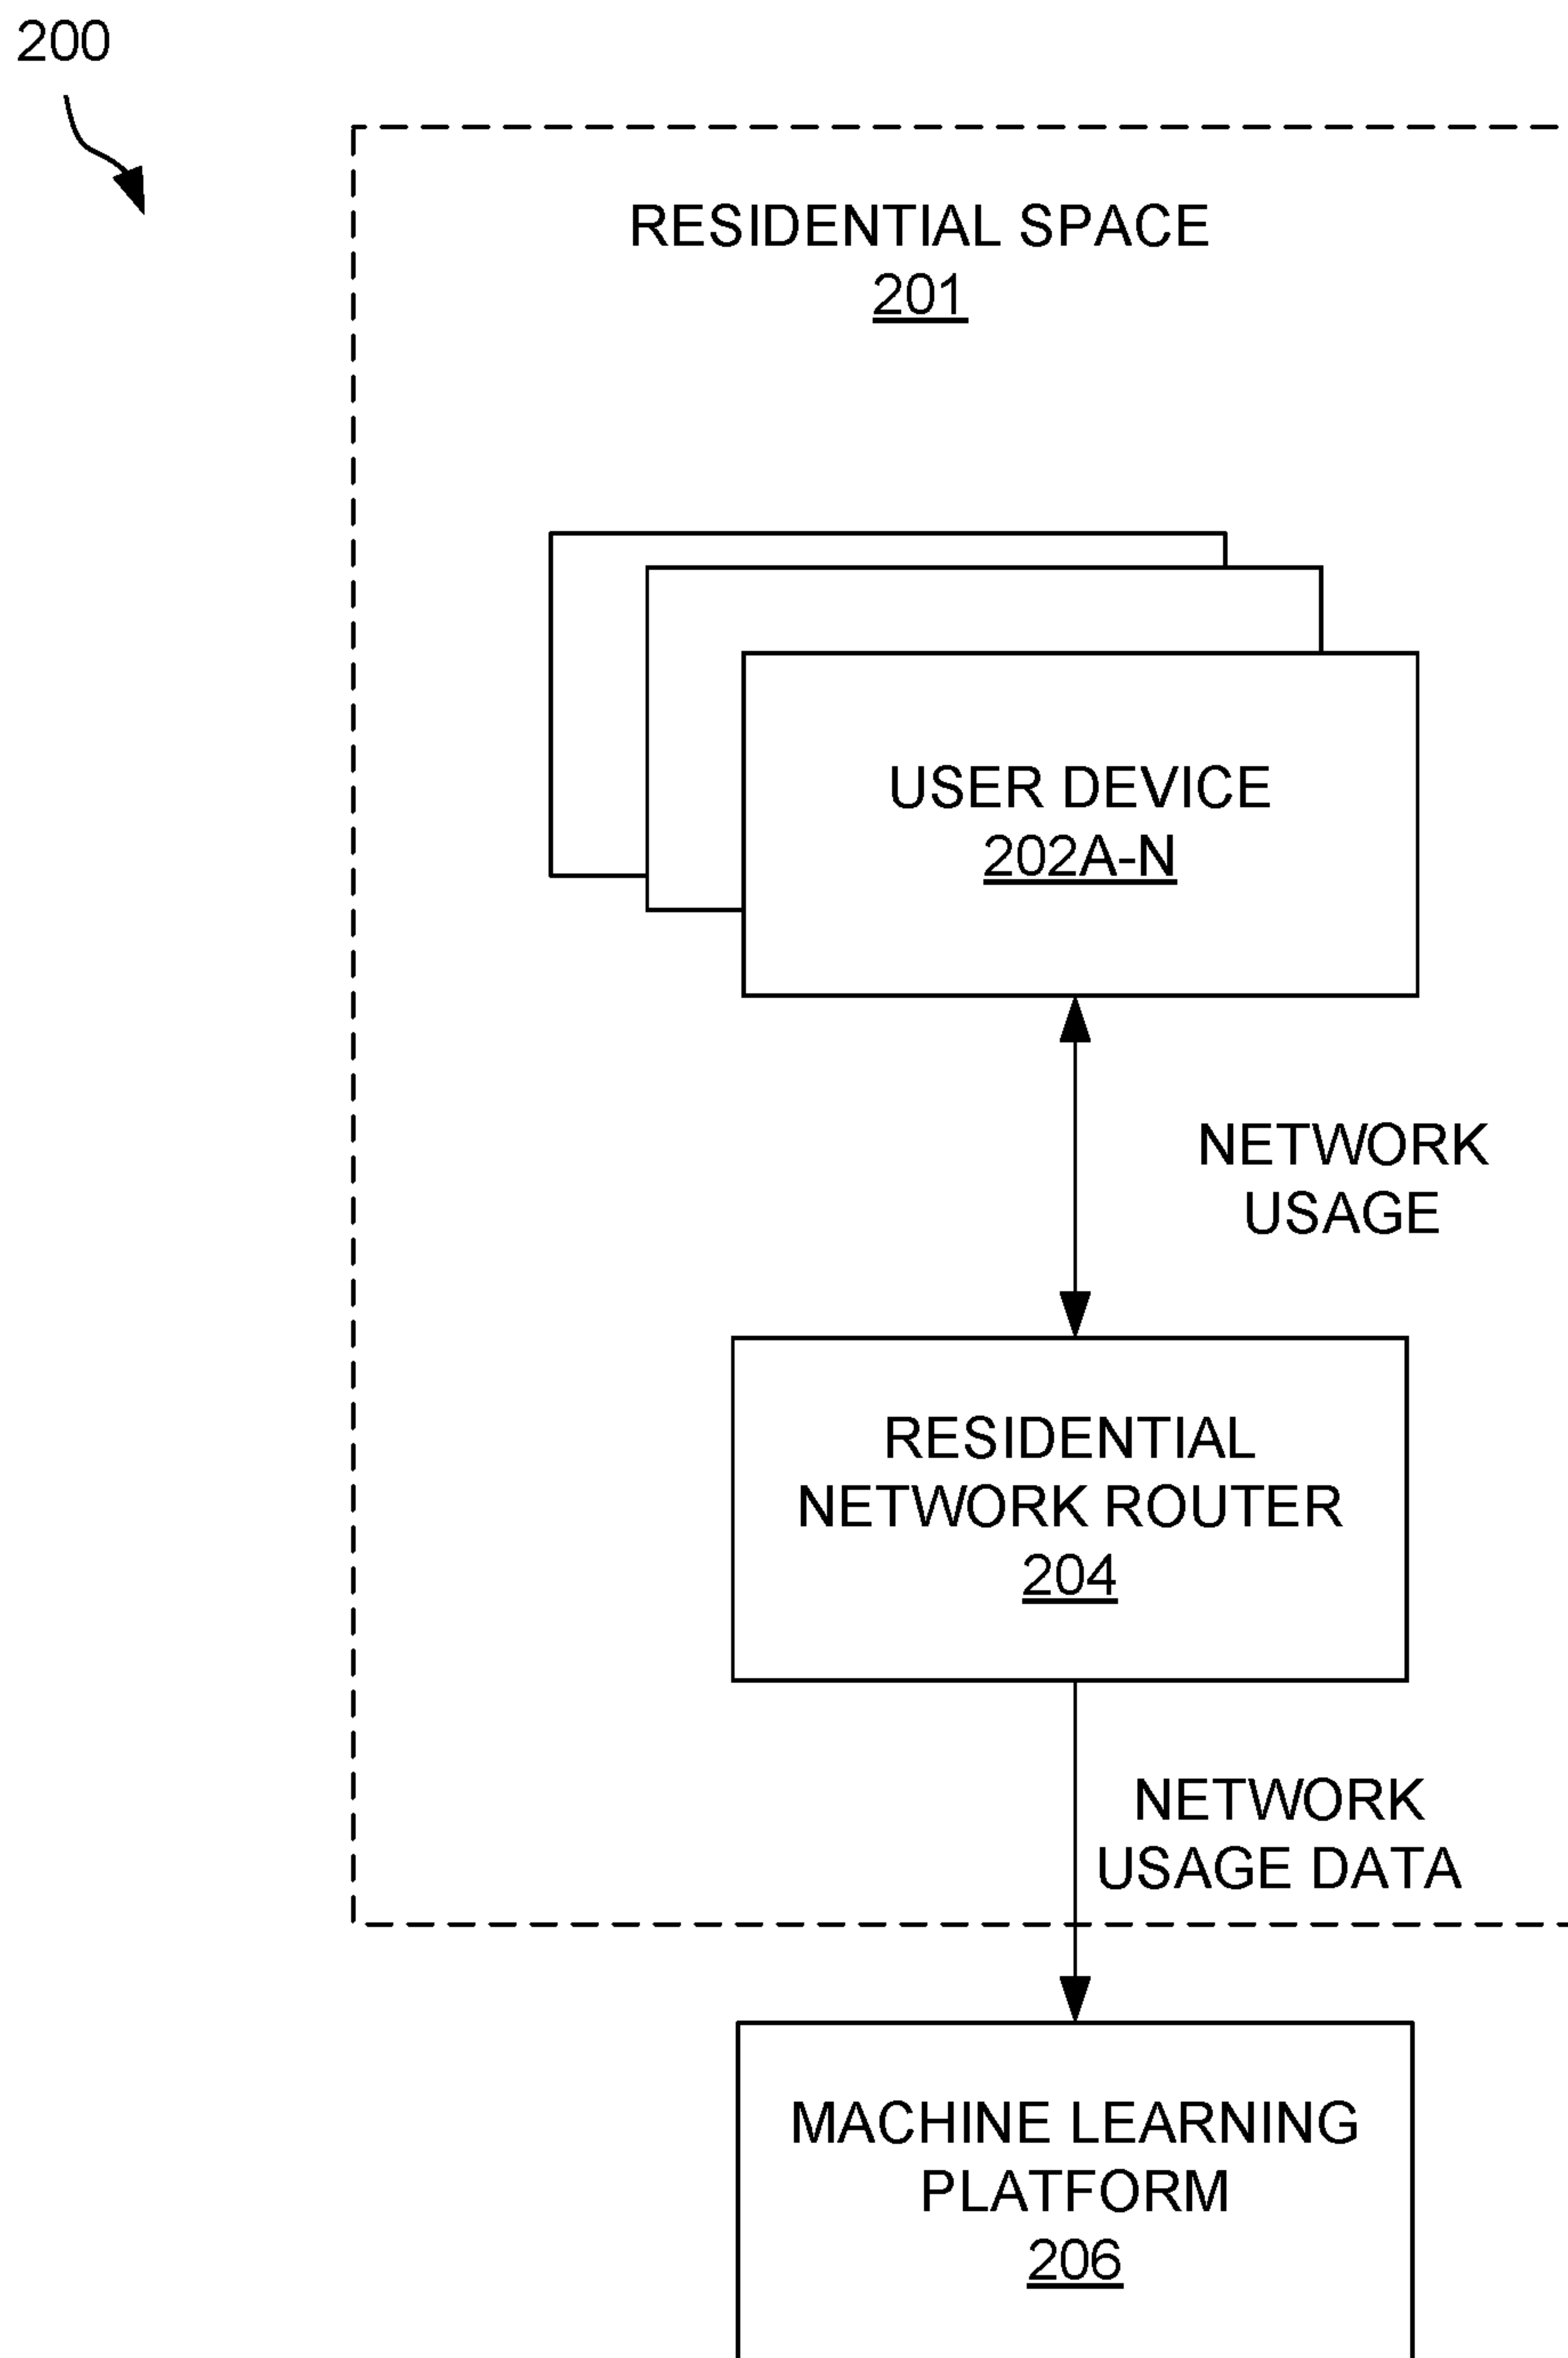 200
RESIDENTIAL SPACE
201
USER DEVICE
202A-N
NETWORK
USAGE
RESIDENTIAL
NETWORK ROUTER
204
NETWORK
USAGE DATA
MACHINE LEARNING
PLATFORM
206